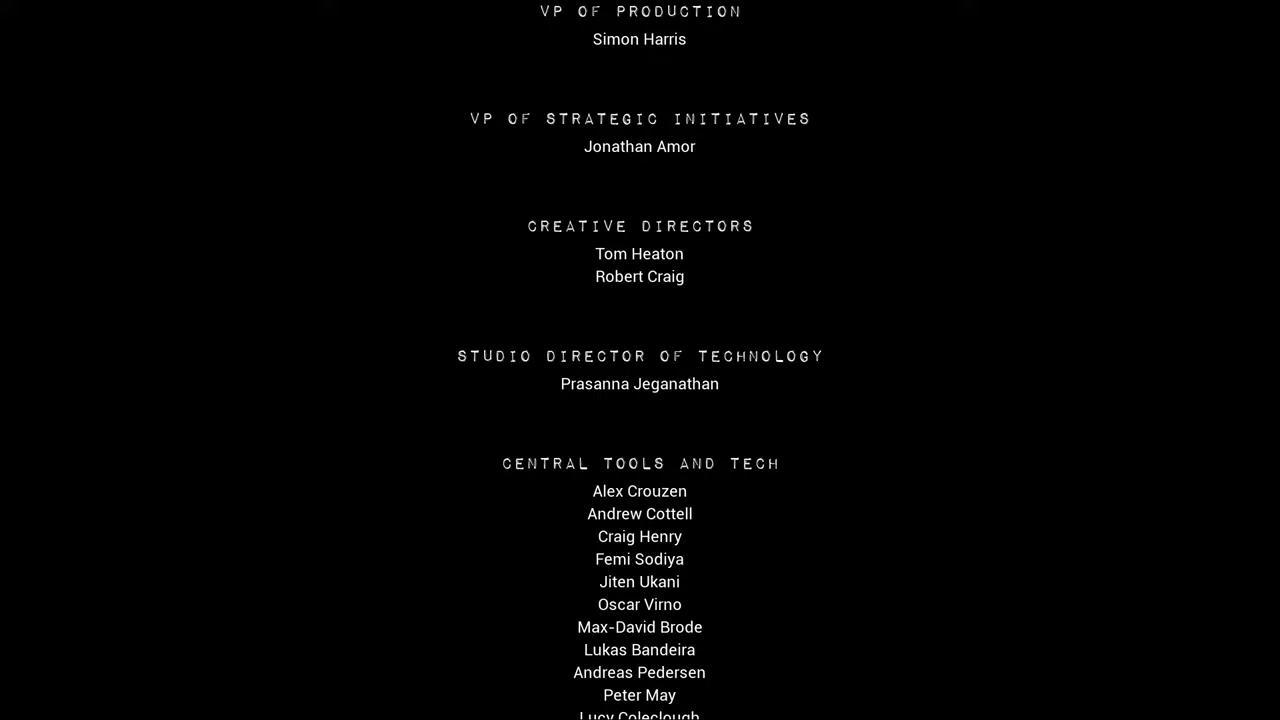 VP OF PRODUCTION
Simon Harris
VP OF STRATEGIC INITIATIVES
Jonathan Amor
CREATIVE DIRECTORS
Tom Heaton
Robert Craig
STUDIO DIRECTOR OF TECHNOLOGY
Prasanna Jeganathan
CENTRAL TOOLS AND TECH
Alex Crouzen
Andrew Cottell
Craig Henry
Femi Sodiya
Jiten Ukani
Oscar Virno
Max-David Brode
Lukas Bandeira
Andreas Pedersen
Peter May
Lucy Coleclough